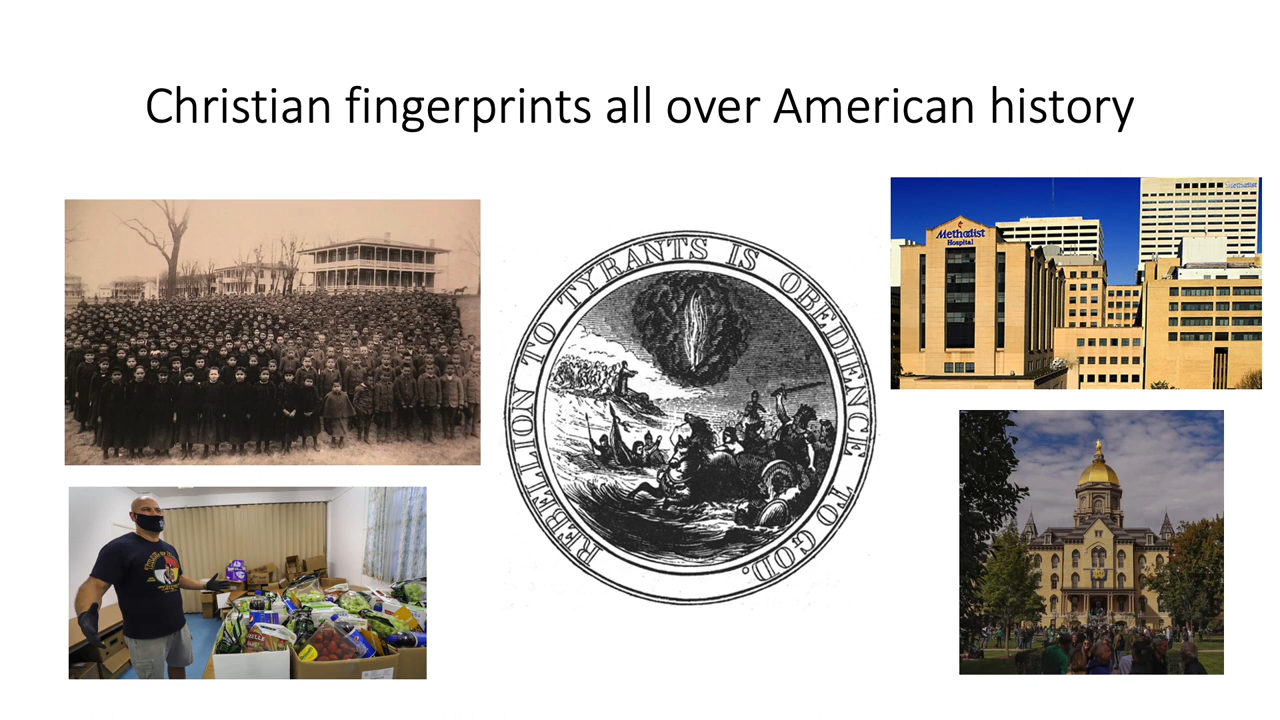 Christian fingerprints all over American history
REBELLION TO TYRANTS IS OBEDIENCE TO GOD.
Methodist
Hospital